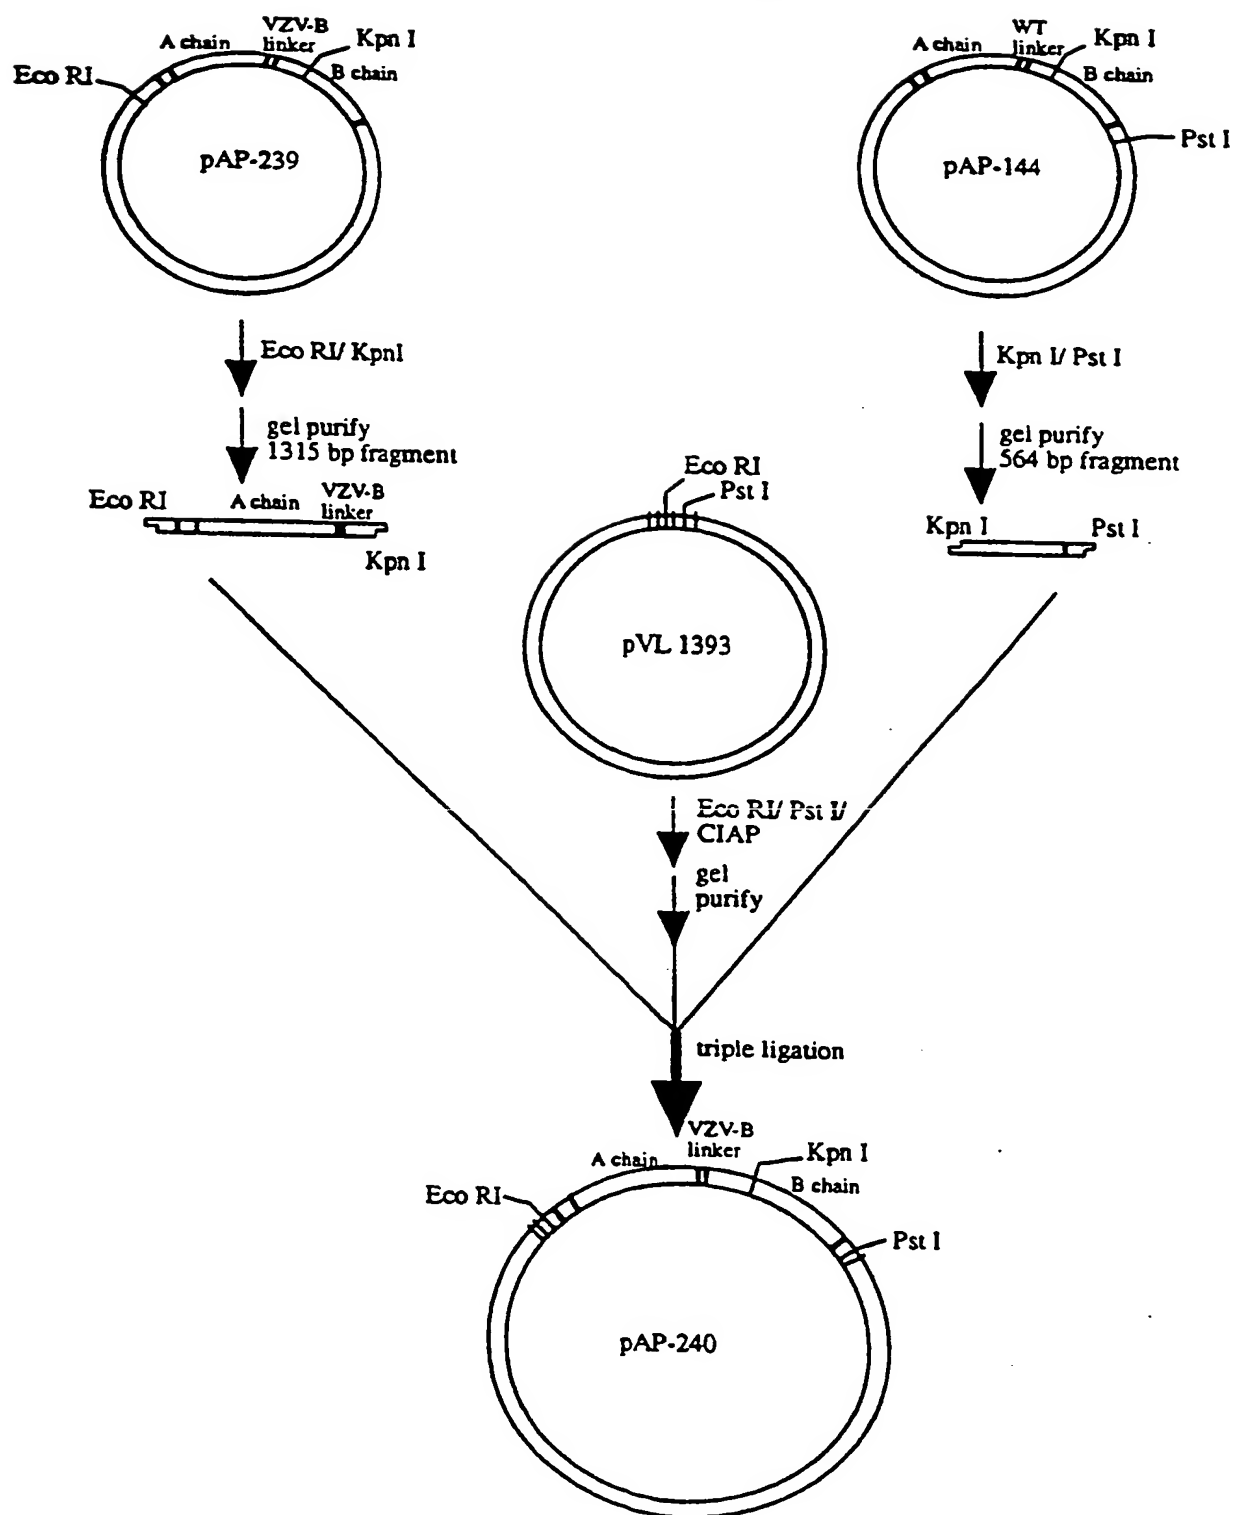 A chain
VZV-B
linker
Kpn I
Eco RI
B chain
pAP-239
A chain
WT
linker
Kpn I
B chain
Pst I
pAP-144
Eco RI/ KpnI
gel purify
1315 bp fragment
Kpn I/ Pst I
gel purify
564 bp fragment
Eco RI
A chain
VZV-B
linker
Kpn I
Eco RI
Pst I
Kpn I
Pst I
pVL 1393
Eco RI/ Pst I/
CIAP
gel
purify
triple ligation
A chain
VZV-B
linker
Kpn I
Eco RI
B chain
Pst I
pAP-240